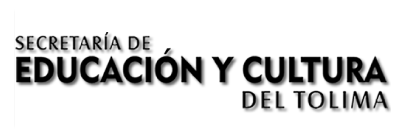 SECRETARÍA DE
EDUCACIÓN Y CULTURA
DEL TOLIMA